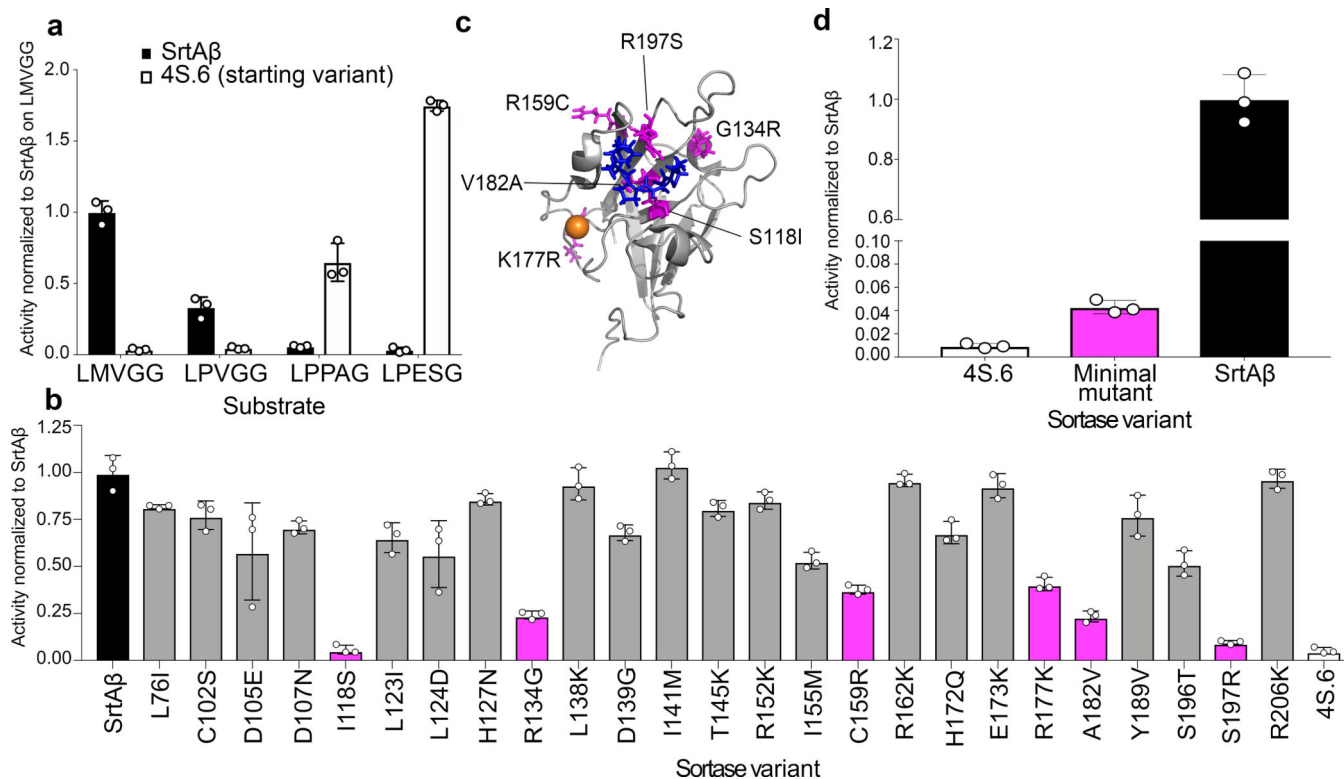 a
SrtAβ
4S.6 (starting variant)
Activity normalized to SrtAβ on LMVGG
2.0
1.5
1.0
0.5
0.0
LMVGG LPVGG LPPAG LPESG
Substrate
c
R197S
R159C
G134R
V182A
S118I
K177R
d
Activity normalized to SrtAβ
1.2
1.0
0.8
0.6
0.10
0.08
0.06
0.04
0.02
0.00
4S.6 Minimal SrtAβ
mutant
Sortase variant
b
Activity normalized to SrtAβ
1.25
1.00
0.75
0.50
0.25
0.00
SrtAβ
L76I
C102S
D105E
D107N
I118S
L123I
L124D
H127N
R134G
L138K
D139G
I141M
T145K
R152K
I155M
C159R
R162K
H172Q
E173K
R177K
A182V
Y189V
S196T
S197R
R206K
4S.6
Sortase variant